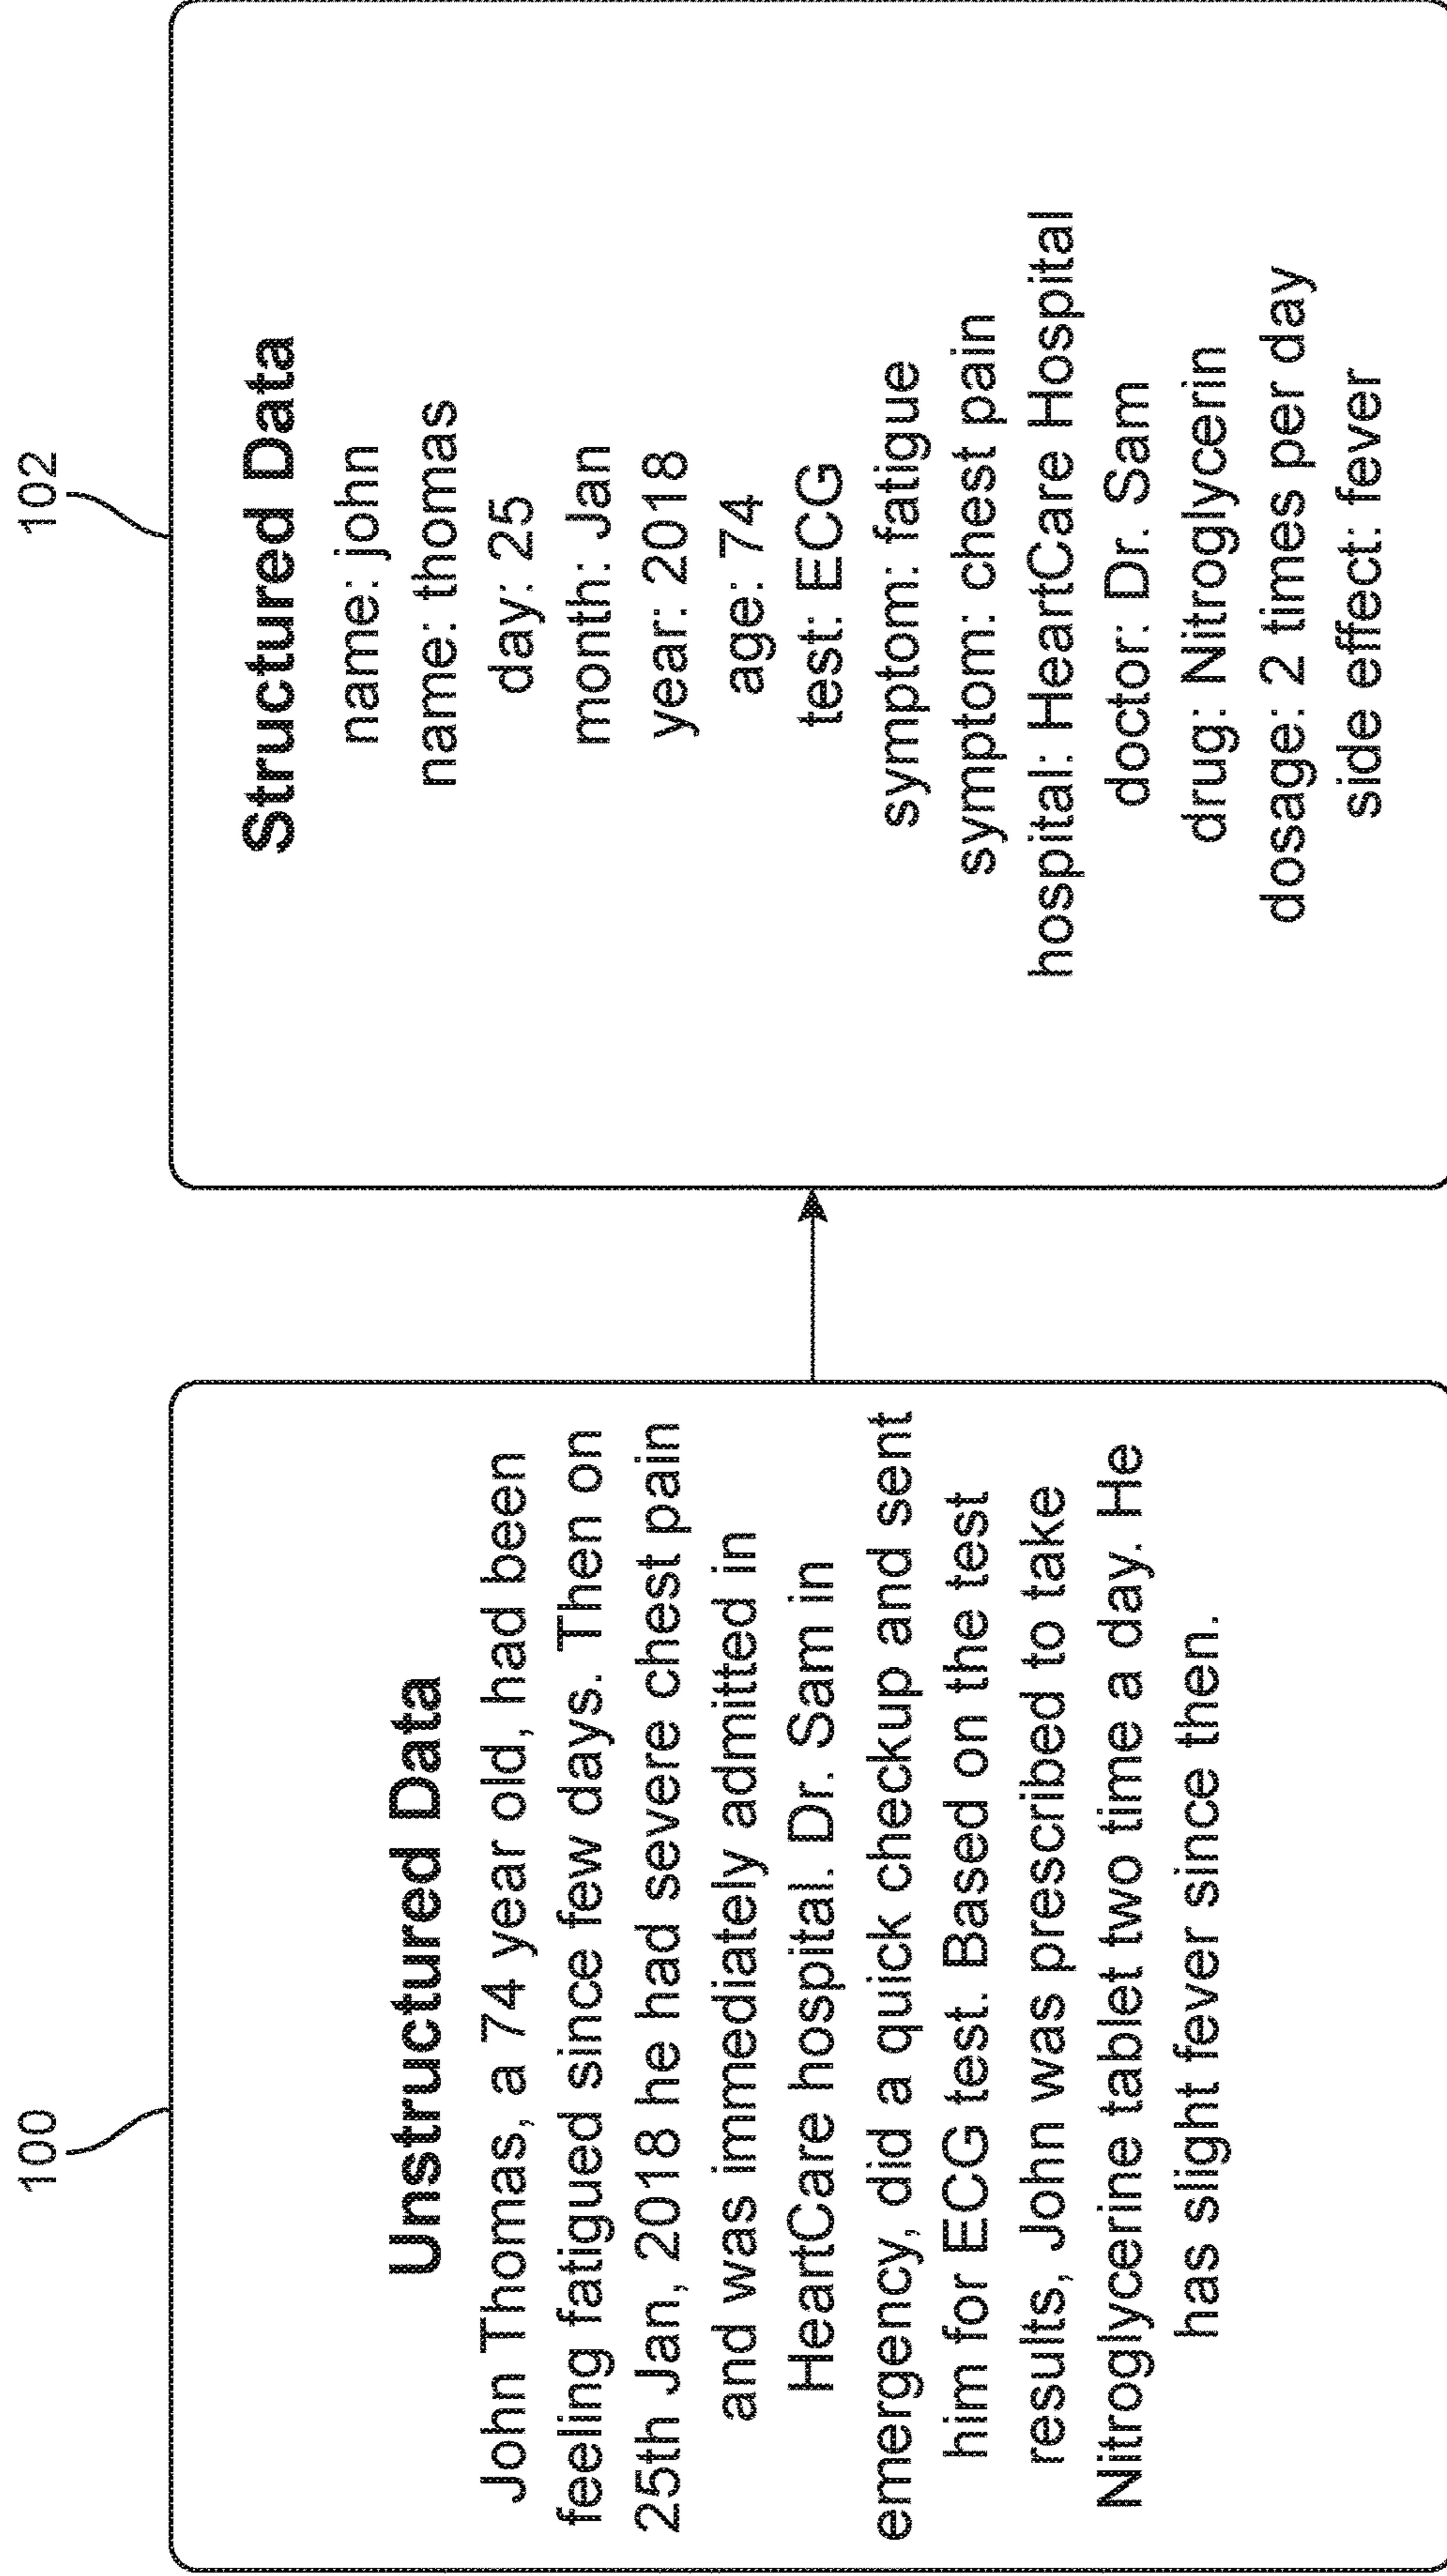 100
Unstructured Data
John Thomas, a 74 year old, had been
feeling fatigued since few days. Then on
25th Jan, 2018 he had severe chest pain
and was immediately admitted in
HeartCare hospital. Dr. Sam in
emergency, did a quick checkup and sent
him for ECG test. Based on the test
results, John was prescribed to take
Nitroglycerine tablet two time a day. He
has slight fever since then.
102
Structured Data
name: john
name: thomas
day: 25
month: Jan
year: 2018
age: 74
test: ECG
symptom: fatigue
symptom: chest pain
hospital: HeartCare Hospital
doctor: Dr. Sam
drug: Nitroglycerin
dosage: 2 times per day
side effect: fever